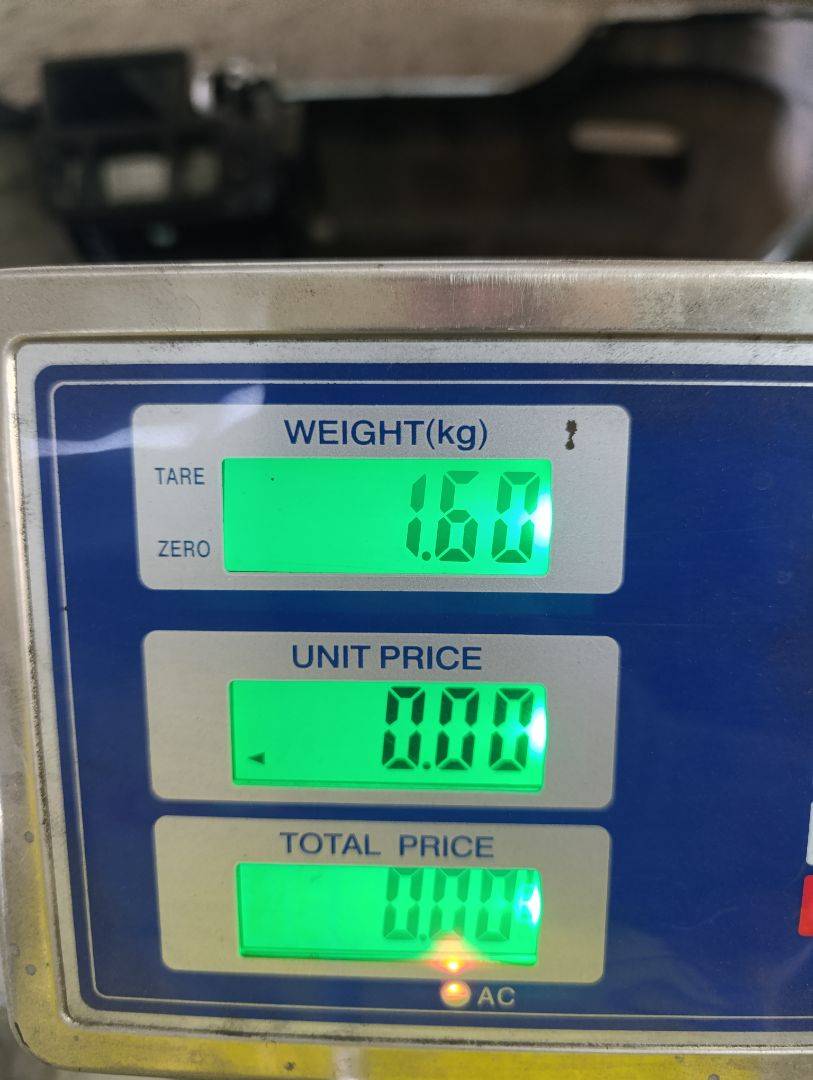 WEIGHT(kg)
TARE
1.60
ZERO
UNIT PRICE
0.00
TOTAL PRICE
0.00
AC